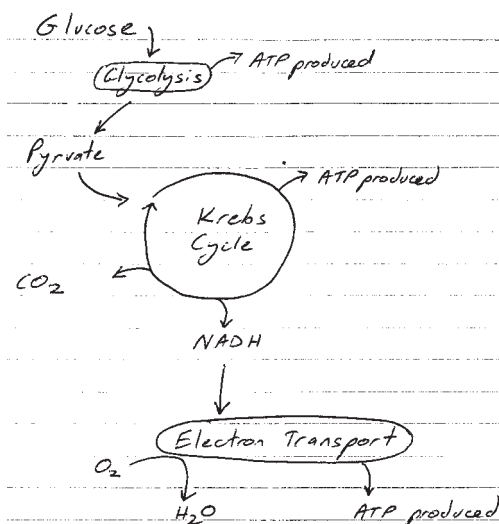 Glucose
Glycolysis
ATP produced
Pyruvate
ATP produced
Krebs
Cycle
CO2
NADH
Electron Transport
O2
H2O
ATP produced